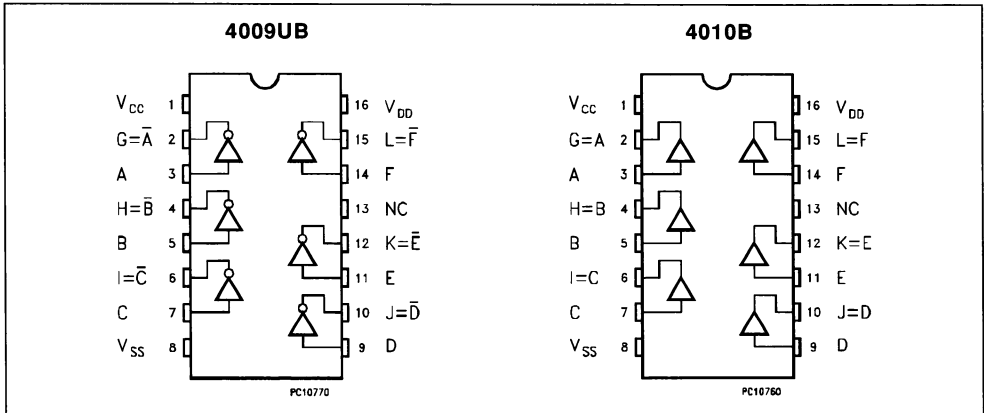 4009UB
V_CC 1 16 V_DD
G=A̅ 2 15 L=F̅
A 3 14 F
H=B̅ 4 13 NC
B 5 12 K=E̅
I=C̅ 6 11 E
C 7 10 J=D̅
V_SS 8 9 D
PC10770
4010B
V_CC 1 16 V_DD
G=A 2 15 L=F
A 3 14 F
H=B 4 13 NC
B 5 12 K=E
I=C 6 11 E
C 7 10 J=D
V_SS 8 9 D
PC10760